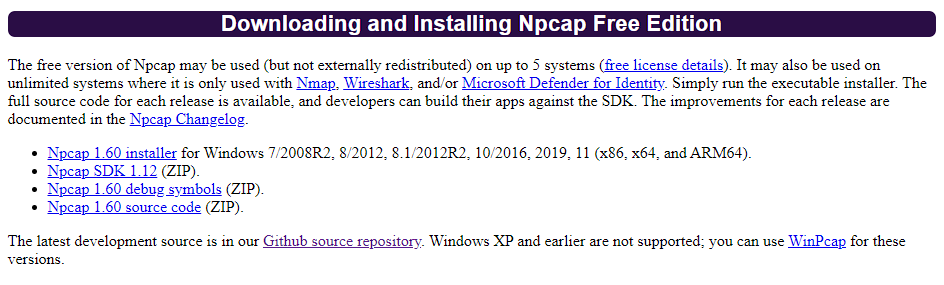 Downloading and Installing Npcap Free Edition
The free version of Npcap may be used (but not externally redistributed) on up to 5 systems (free license details). It may also be used on
unlimited systems where it is only used with Nmap, Wireshark, and/or Microsoft Defender for Identity. Simply run the executable installer. The
full source code for each release is available, and developers can build their apps against the SDK. The improvements for each release are
documented in the Npcap Changelog.
• Npcap 1.60 installer for Windows 7/2008R2, 8/2012, 8.1/2012R2, 10/2016, 2019, 11 (x86, x64, and ARM64).
• Npcap SDK 1.12 (ZIP).
• Npcap 1.60 debug symbols (ZIP).
• Npcap 1.60 source code (ZIP).
The latest development source is in our Github source repository. Windows XP and earlier are not supported; you can use WinPcap for these
versions.